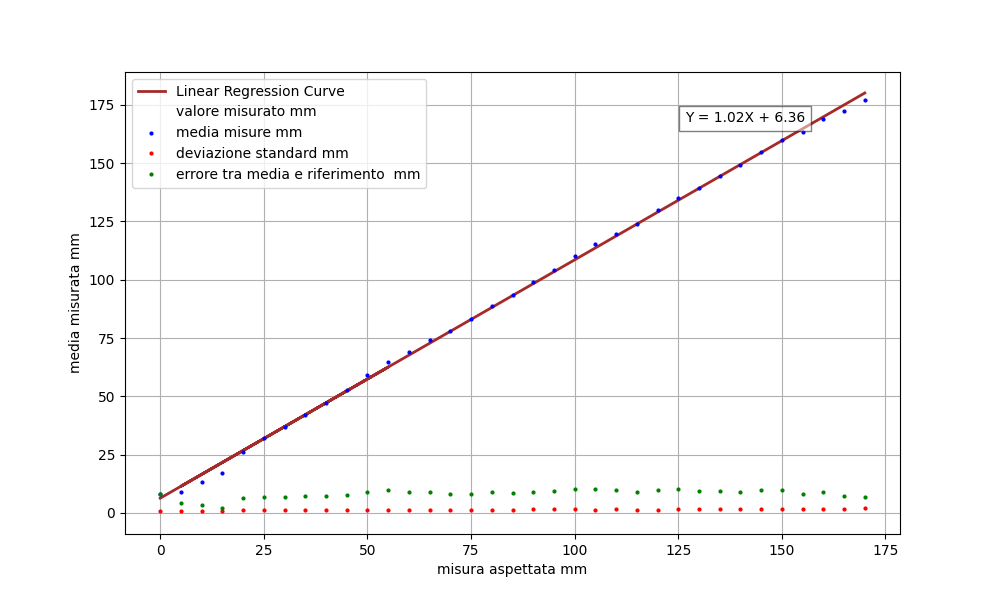 Linear Regression Curve
valore misurato mm
media misure mm
deviazione standard mm
errore tra media e riferimento  mm
Y = 1.02X + 6.36
175
150
125
100
75
50
25
0
media misurata mm
0 25 50 75 100 125 150 175
misura aspettata mm